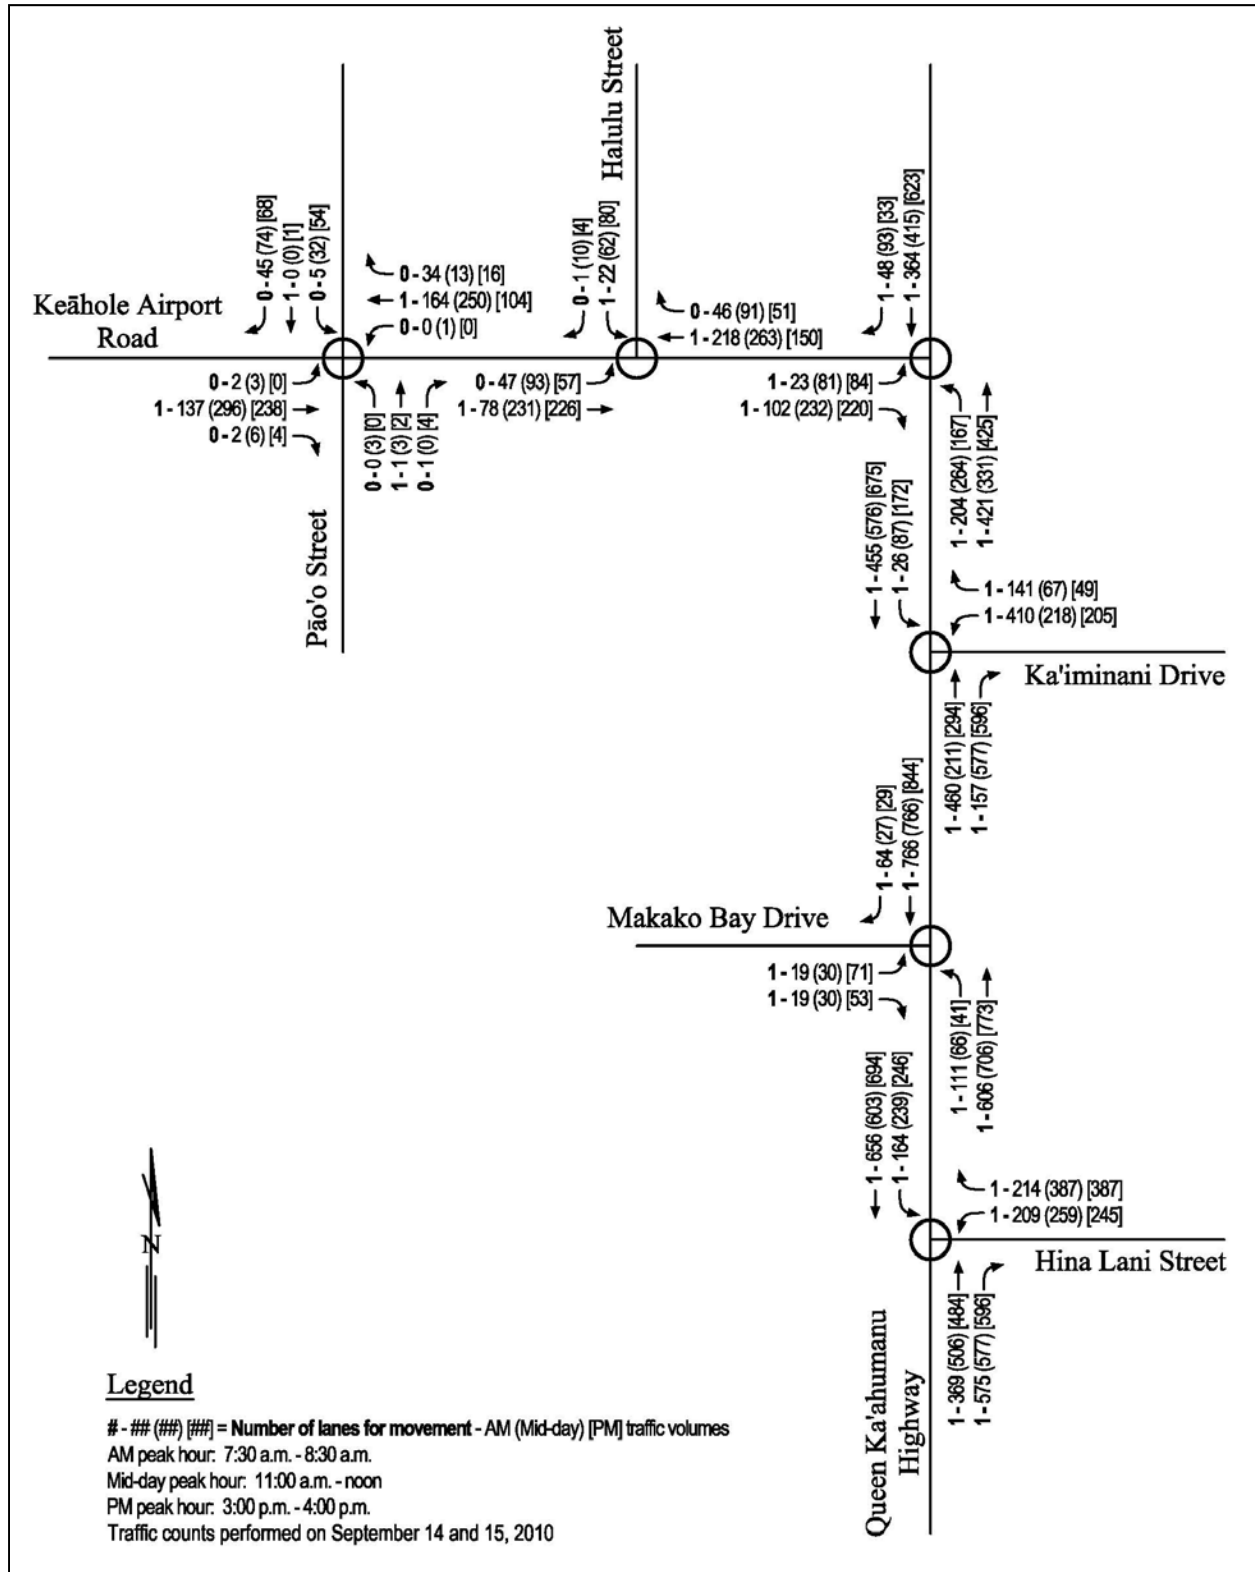 Halulu Street
0 - 45 (74) [68]
1 - 0 (0) [1]
0 - 5 (32) [54]
0 - 34 (13) [16]
1 - 164 (250) [104]
0 - 0 (1) [0]
0 - 1 (10) [4]
1 - 22 (62) [80]
0 - 46 (91) [51]
1 - 218 (263) [150]
1 - 48 (93) [33]
1 - 364 (415) [623]
Keāhole Airport
Road
0 - 2 (3) [0]
1 - 137 (296) [238]
0 - 2 (6) [4]
0 - 0 (3) [0]
1 - 1 (3) [2]
0 - 1 (0) [4]
0 - 47 (93) [57]
1 - 78 (231) [226]
1 - 23 (81) [84]
1 - 102 (232) [220]
1 - 204 (264) [167]
1 - 421 (331) [425]
Pāo'o Street
1 - 455 (576) [675]
1 - 26 (87) [172]
1 - 141 (67) [49]
1 - 410 (218) [205]
Ka'iminani Drive
1 - 460 (211) [294]
1 - 157 (577) [596]
1 - 64 (27) [29]
1 - 766 (766) [844]
Makako Bay Drive
1 - 19 (30) [71]
1 - 19 (30) [53]
1 - 111 (66) [41]
1 - 606 (706) [773]
1 - 656 (603) [694]
1 - 164 (239) [246]
1 - 214 (387) [387]
1 - 209 (259) [245]
Hina Lani Street
1 - 369 (506) [484]
1 - 575 (577) [596]
Queen Ka'ahumanu
Highway
N
Legend
# - ## (##) [##] = Number of lanes for movement - AM (Mid-day) [PM] traffic volumes
AM peak hour: 7:30 a.m. - 8:30 a.m.
Mid-day peak hour: 11:00 a.m. - noon
PM peak hour: 3:00 p.m. - 4:00 p.m.
Traffic counts performed on September 14 and 15, 2010